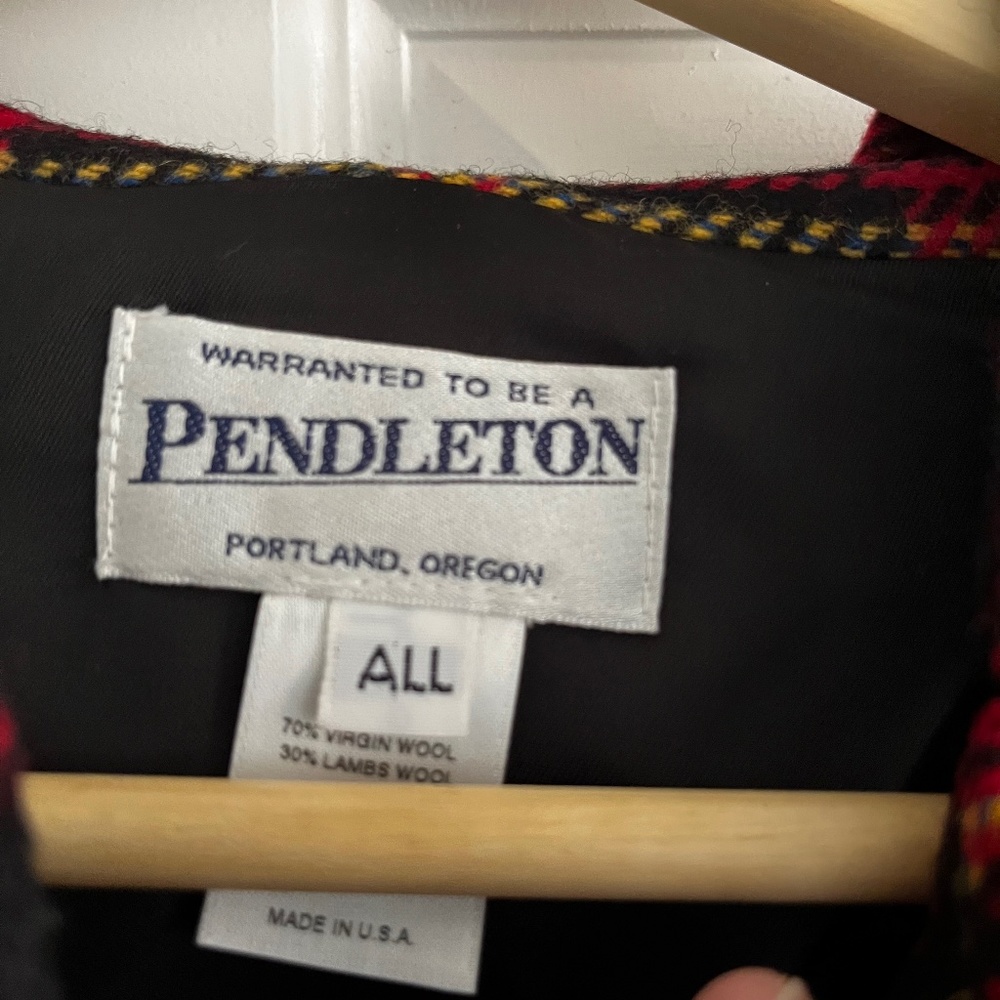 WARRANTED TO BE A
PENDLETON
PORTLAND, OREGON
ALL
70% VIRGIN WOOL
30% LAMBS WOOL
MADE IN U.S.A.